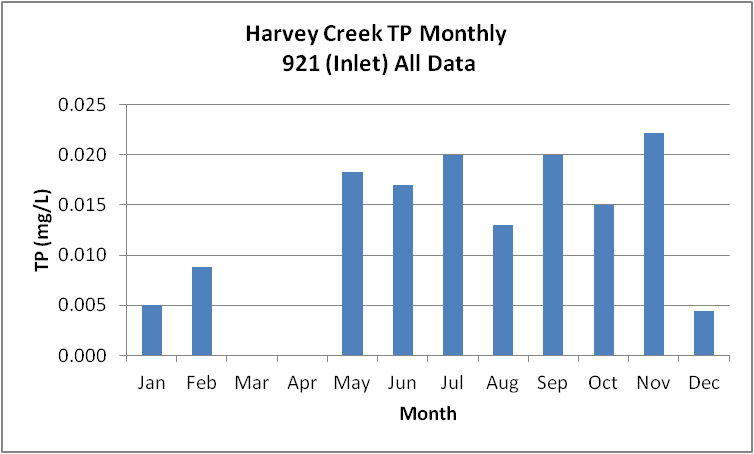 Harvey Creek TP Monthly
921 (Inlet) All Data
TP (mg/L)
0.025
0.020
0.015
0.010
0.005
0.000
Jan Feb Mar Apr May Jun Jul Aug Sep Oct Nov Dec
Month